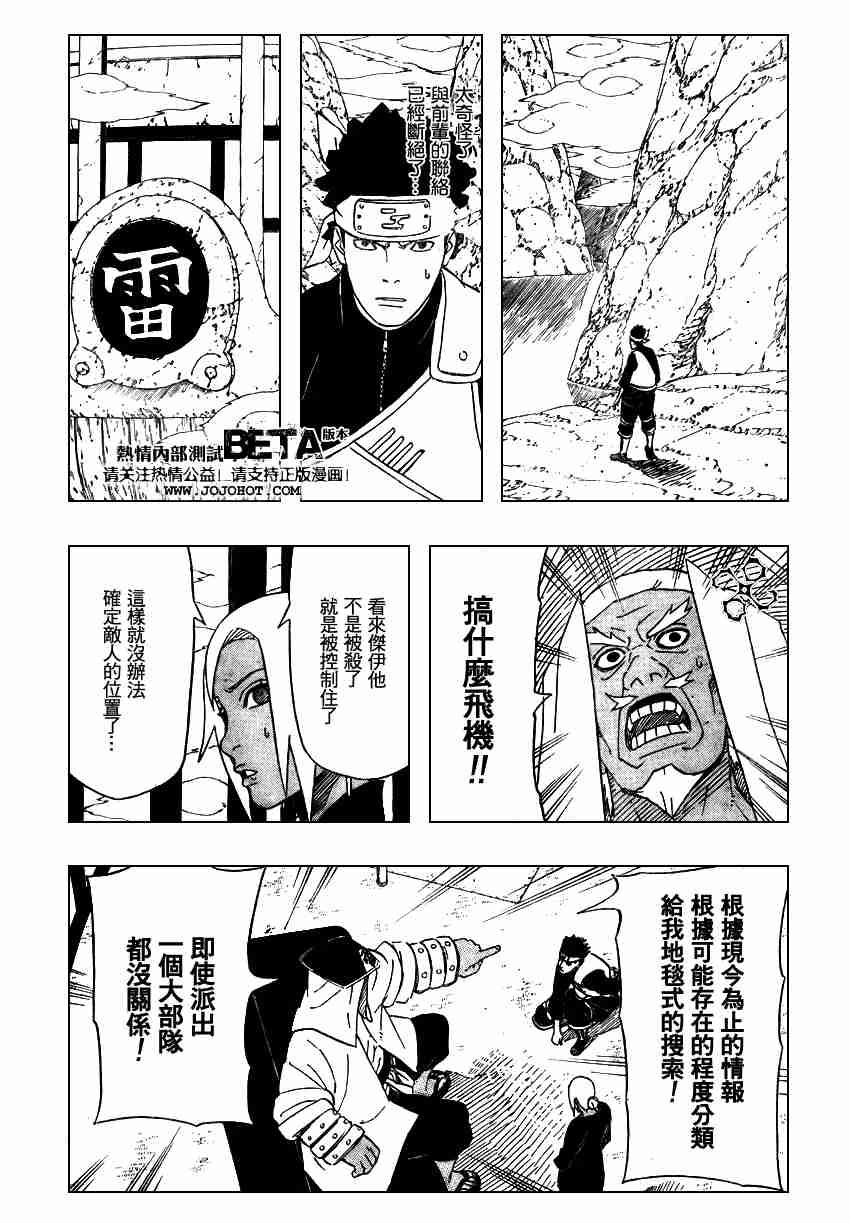 太奇怪了
與前輩的聯絡
已經斷絕了…
雷
熱情內部測試BETA版本
请关注热情公益！请支持正版漫画！
WWW.JOJOHOT.COM
搞什麼飛機!!
看來傑伊他
不是被殺了
就是被控制住了
這樣就沒辦法
確定敵人的位置了…
根據現今為止的情報
根據可能存在的程度分類
給我地毯式的搜索！
即使派出
一個大部隊
都沒關係！